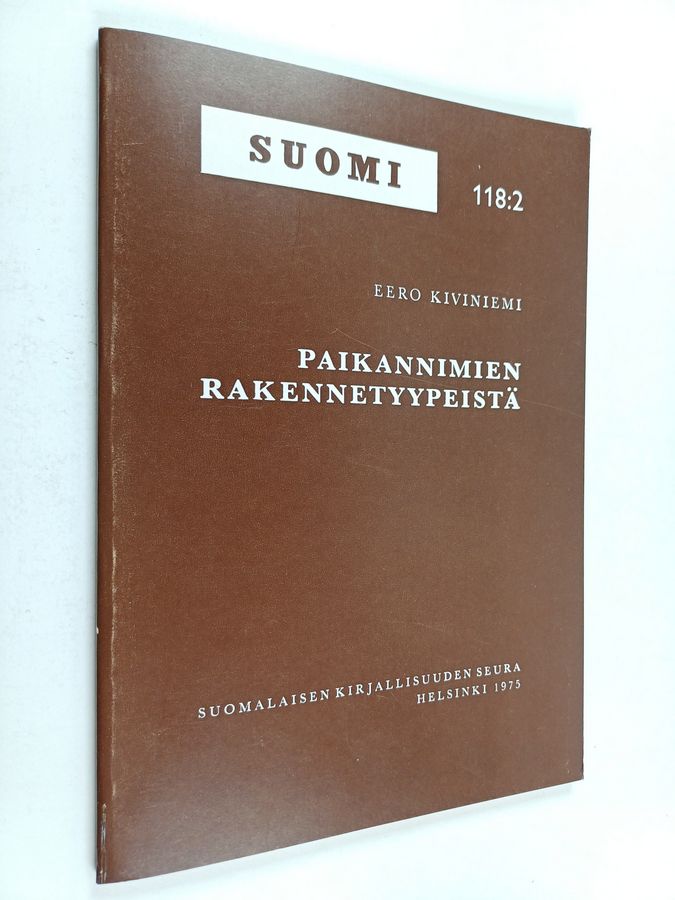 SUOMI
118:2
EERO KIVINIEMI
PAIKANNIMIEN
RAKENNETYYPEISTÄ
SUOMALAISEN KIRJALLISUUDEN SEURA
HELSINKI 1975